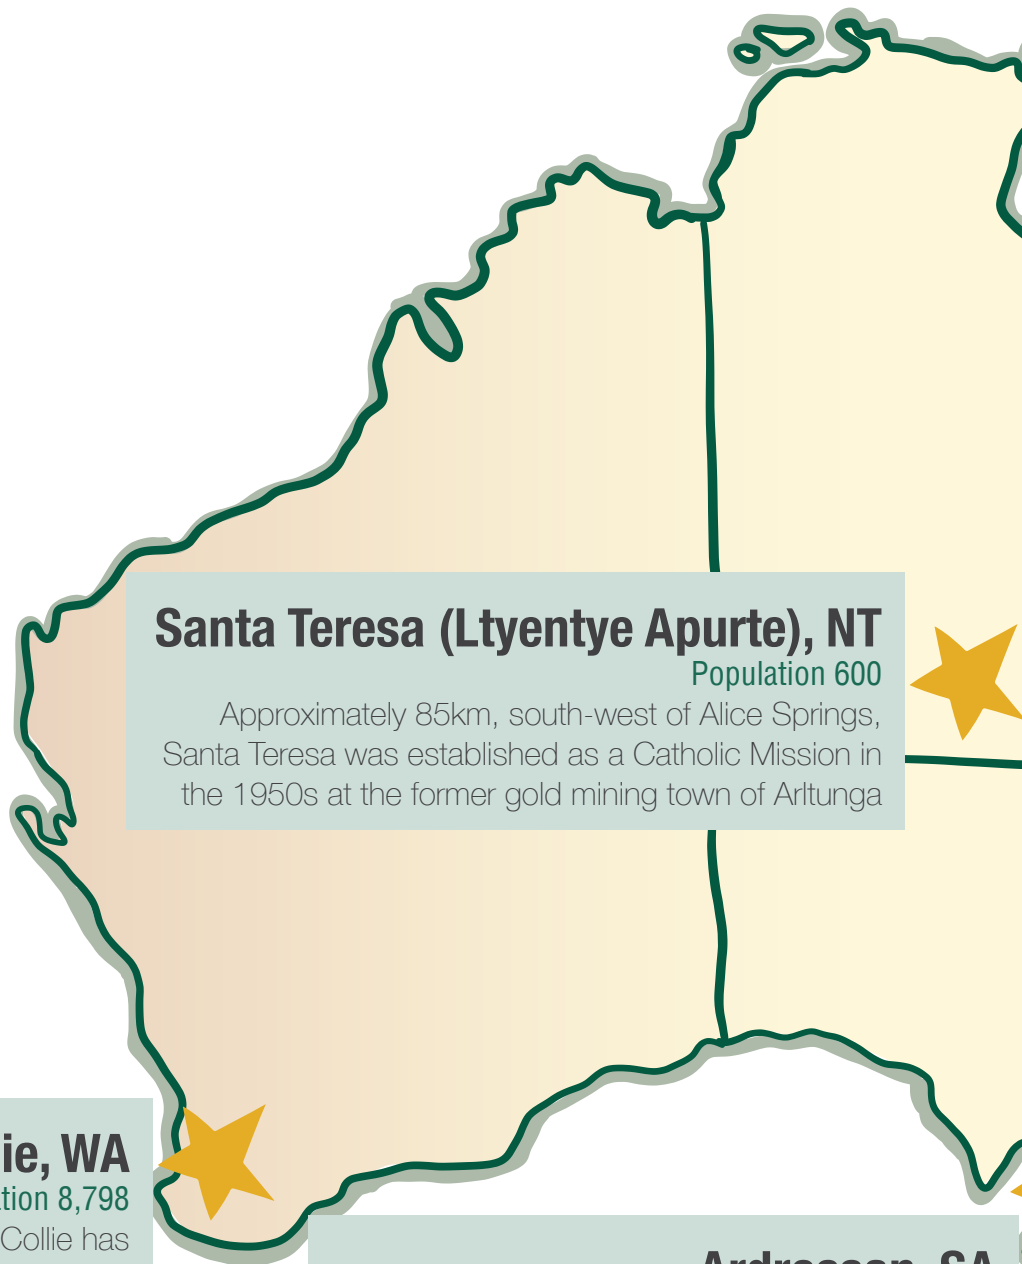 Santa Teresa (Ltyentye Apurte), NT
Population 600
Approximately 85km, south-west of Alice Springs,
Santa Teresa was established as a Catholic Mission in
the 1950s at the former gold mining town of Arltunga
ie, WA
tion 8,798
Collie has
Ardrossan, SA